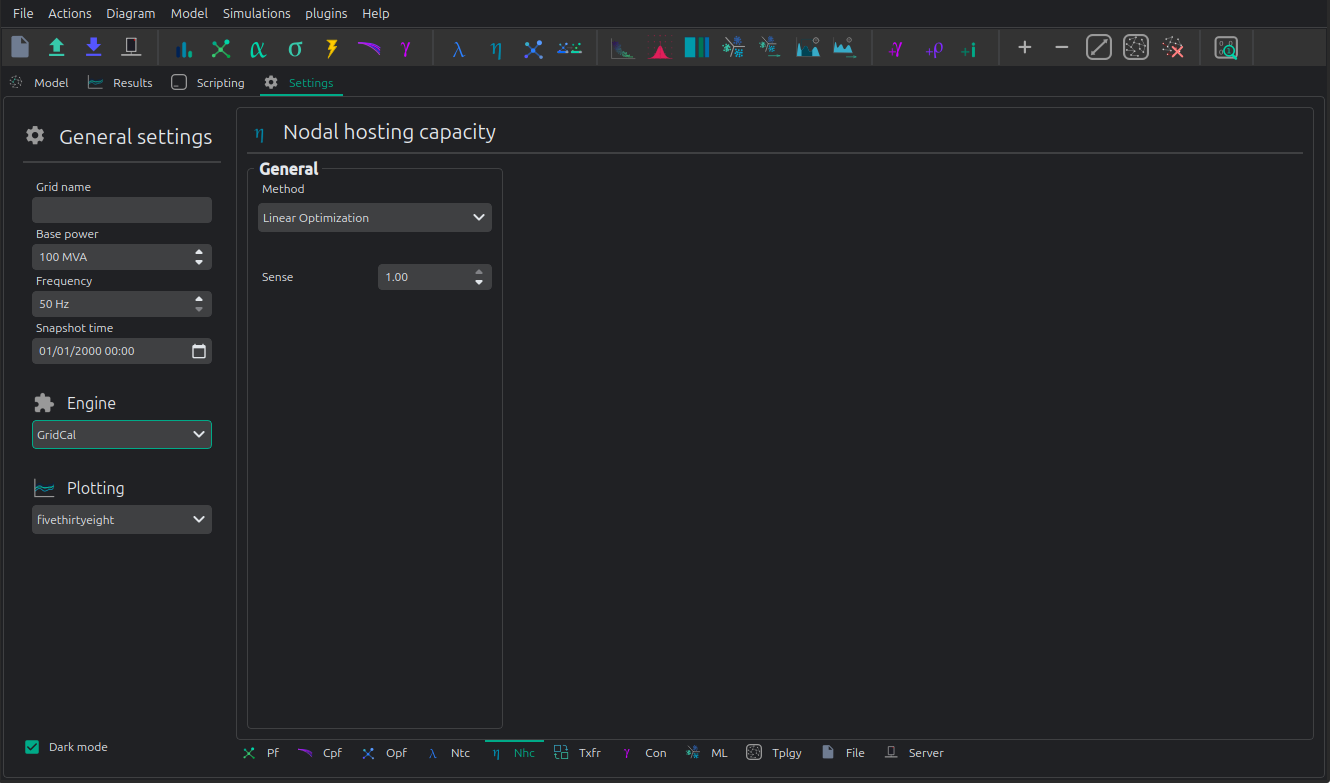 File Actions Diagram Model Simulations plugins Help
α σ γ λ η +γ +ρ +i
Model Results Scripting Settings
General settings
Grid name
Base power
100 MVA
Frequency
50 Hz
Snapshot time
01/01/2000 00:00
Engine
GridCal
Plotting
fivethirtyeight
Dark mode
η Nodal hosting capacity
General
Method
Linear Optimization
Sense 1.00
Pf Cpf Opf λ Ntc η Nhc Txfr γ Con ML Tplgy File Server